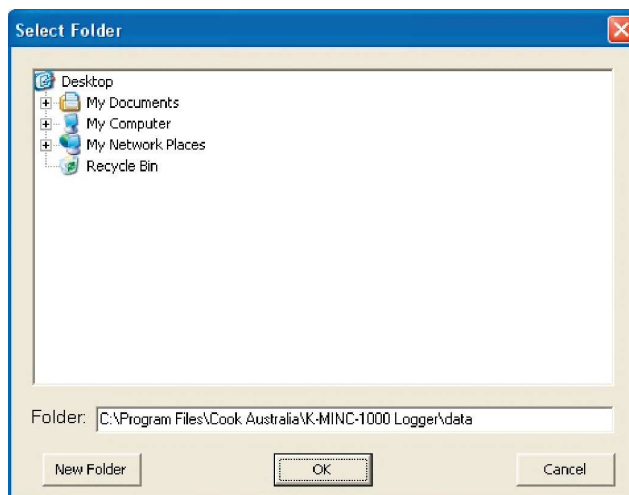 Select Folder
Desktop
My Documents
My Computer
My Network Places
Recycle Bin
Folder: C:\Program Files\Cook Australia\K-MINC-1000 Logger\data
New Folder OK Cancel